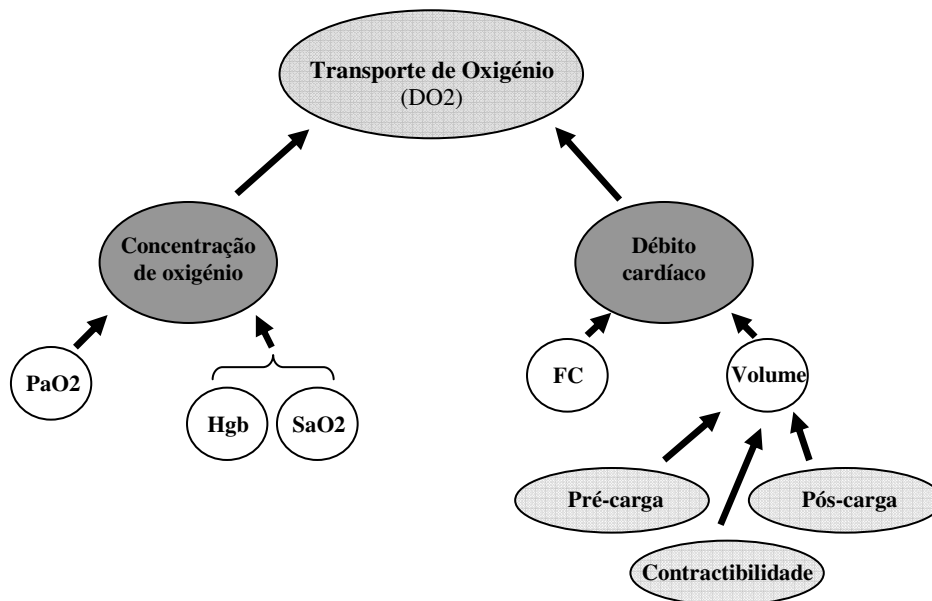 Transporte de Oxigénio
(DO2)
Concentração
de oxigénio
Débito
cardíaco
PaO2
Hgb
SaO2
FC
Volume
Pré-carga
Pós-carga
Contractibilidade